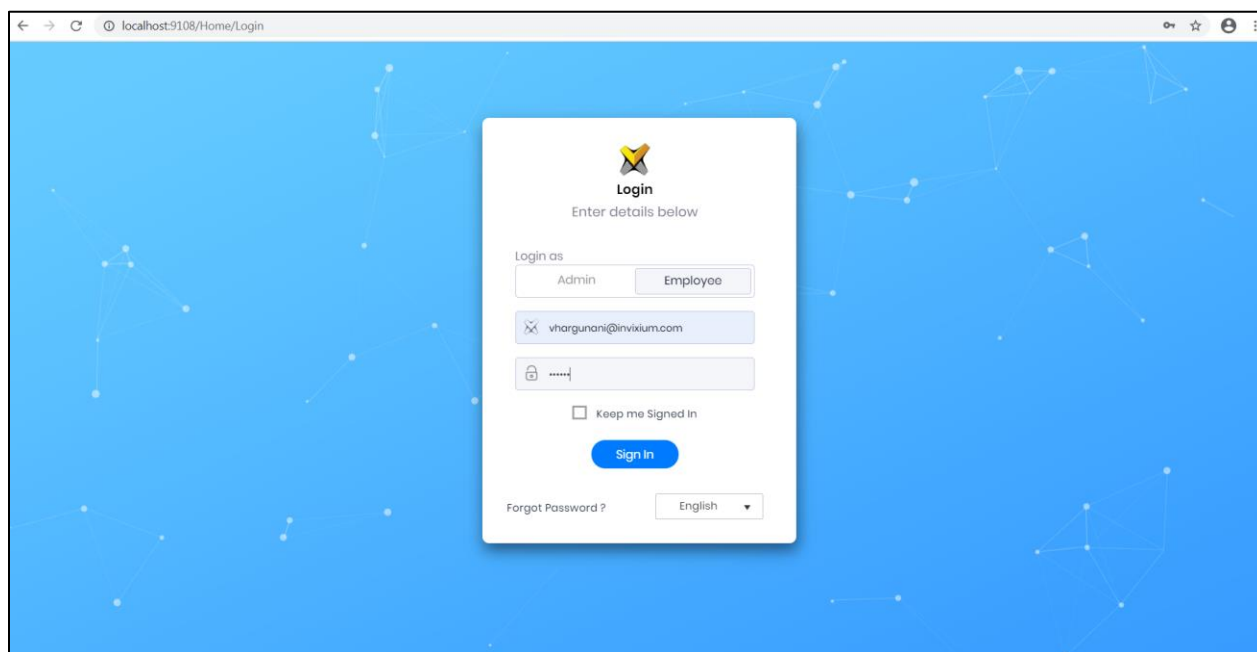 localhost:9108/Home/Login
Login
Enter details below
Login as
Admin Employee
vhargunani@invixium.com
••••••
Keep me Signed In
Sign In
Forgot Password ? English